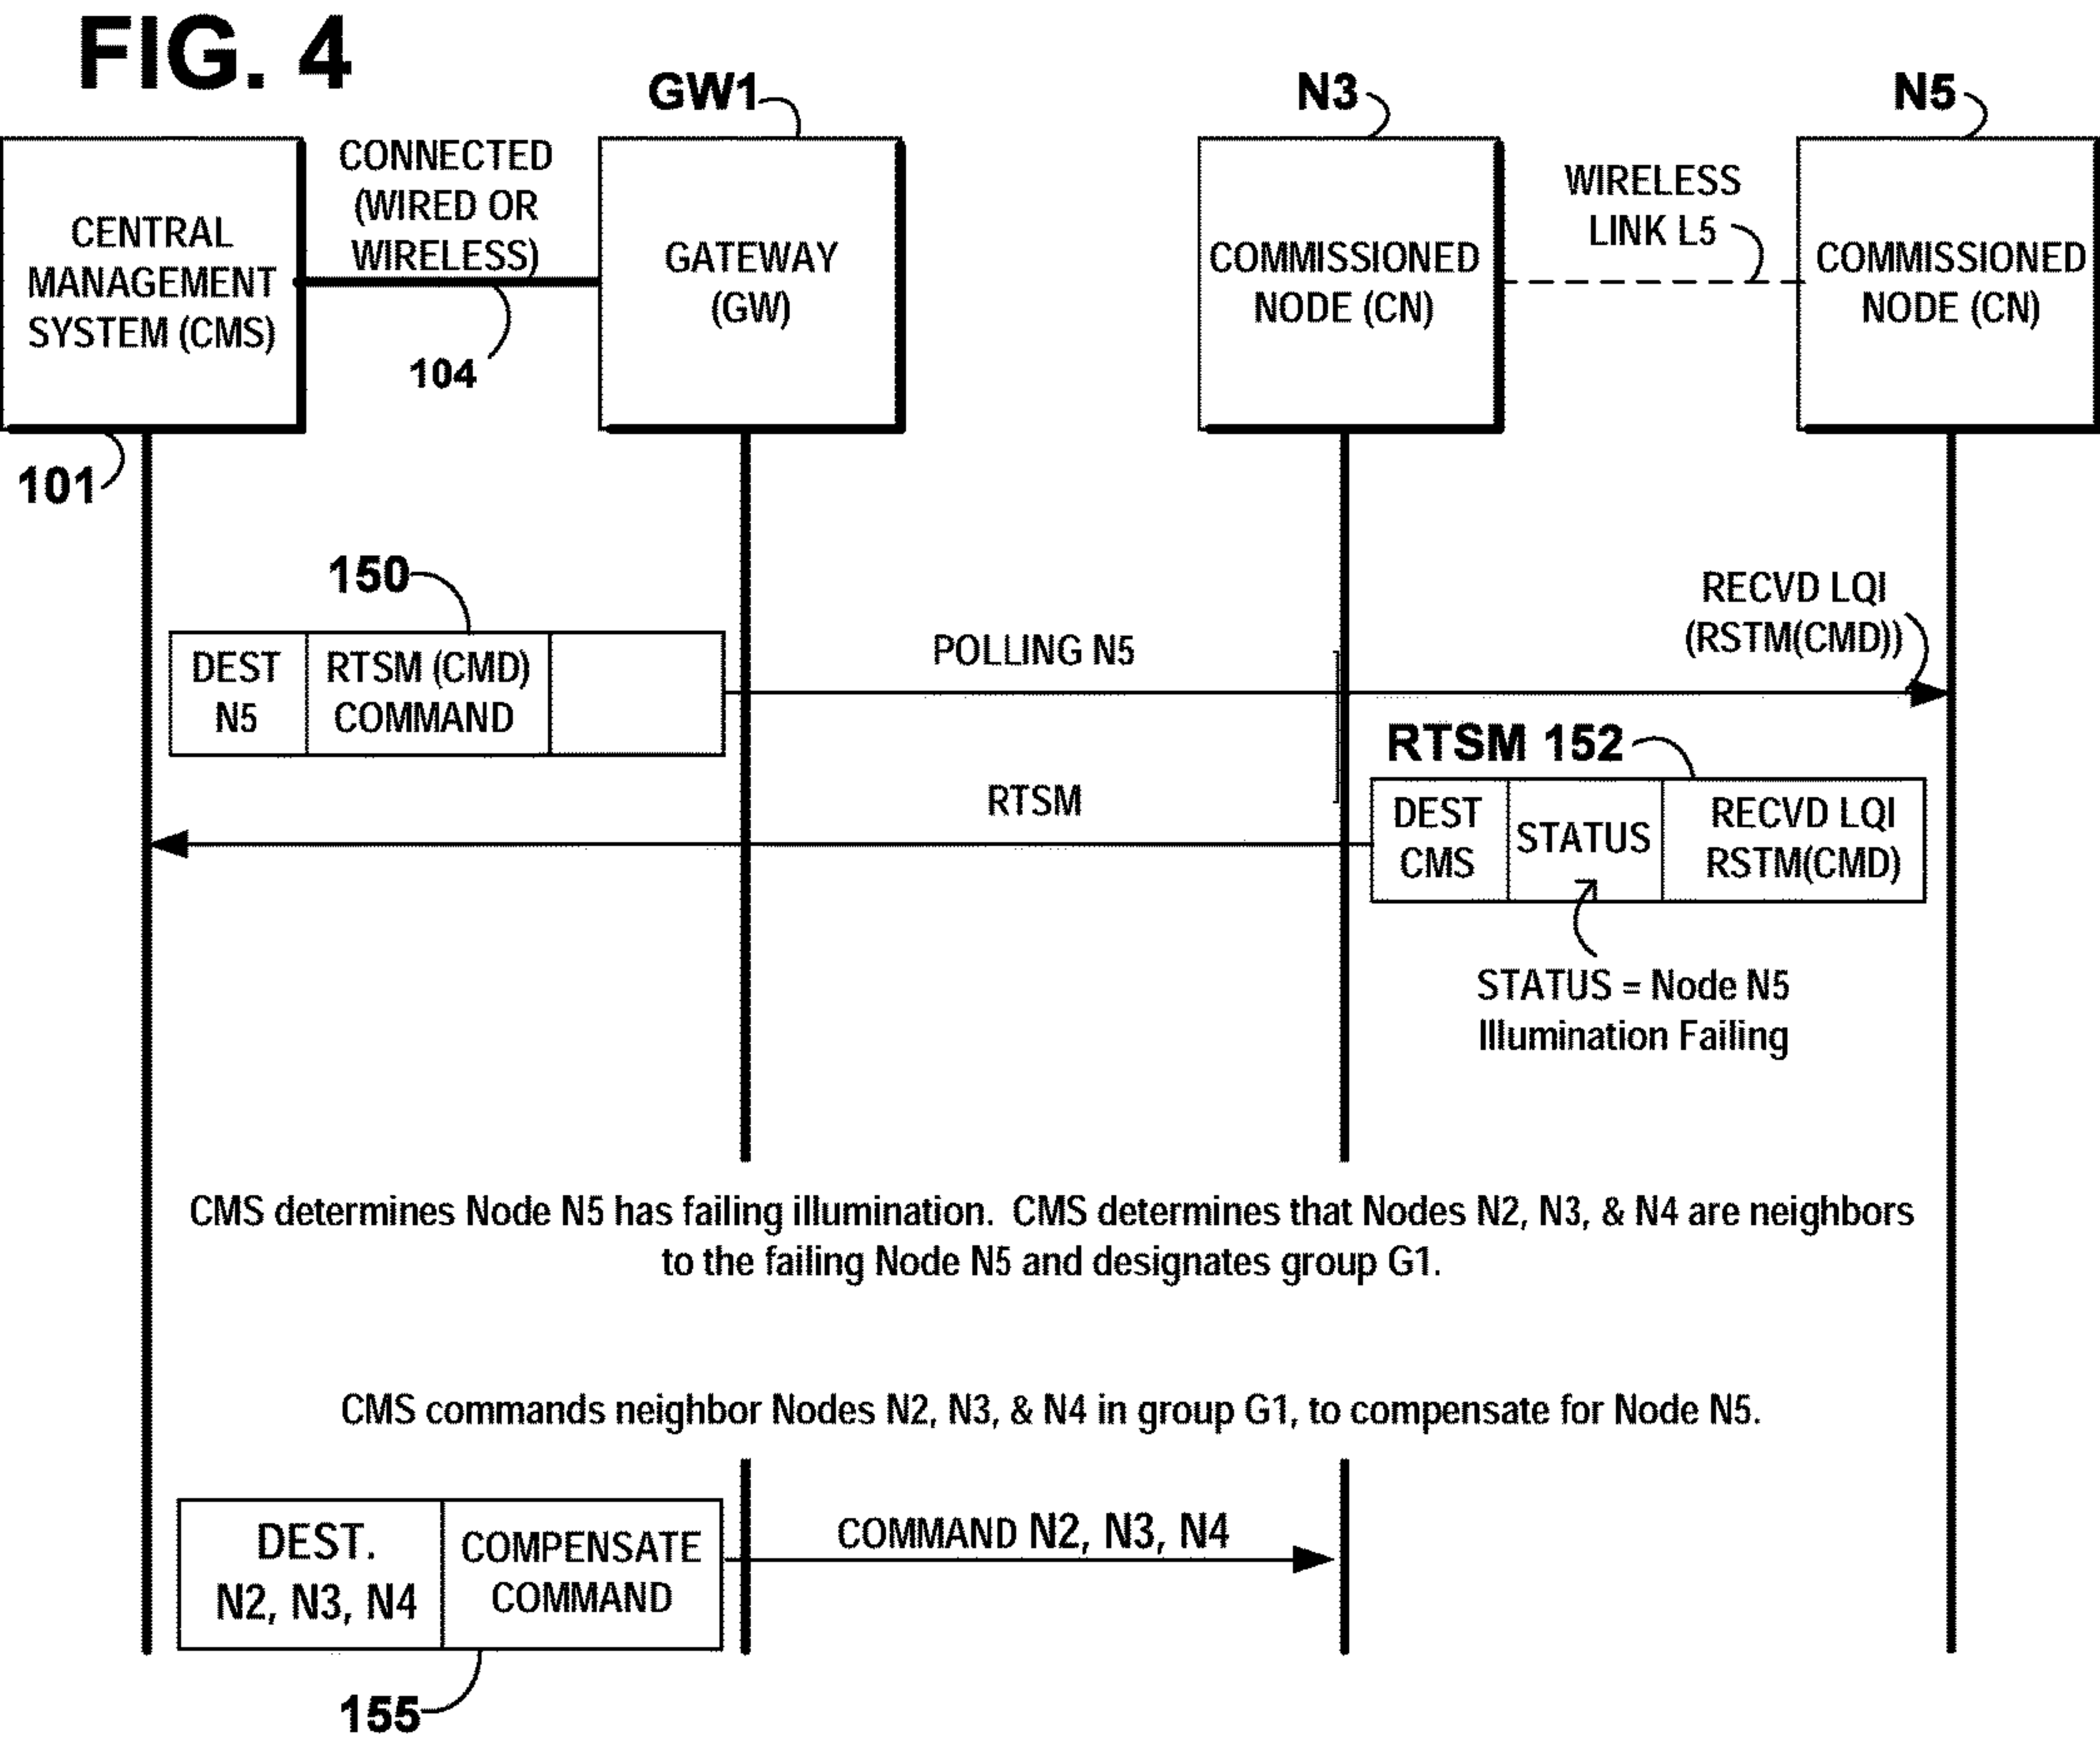 FIG. 4
GW1
N3
N5
CENTRAL
MANAGEMENT
SYSTEM (CMS)
CONNECTED
(WIRED OR
WIRELESS)
104
GATEWAY
(GW)
COMMISSIONED
NODE (CN)
WIRELESS
LINK L5
COMMISSIONED
NODE (CN)
101
150
DEST
N5
RTSM (CMD)
COMMAND
POLLING N5
RECVD LQI
(RSTM(CMD))
RTSM 152
RTSM
DEST
CMS
STATUS
RECVD LQI
RSTM(CMD)
STATUS = Node N5
Illumination Failing
CMS determines Node N5 has failing illumination. CMS determines that Nodes N2, N3, & N4 are neighbors
to the failing Node N5 and designates group G1.
CMS commands neighbor Nodes N2, N3, & N4 in group G1, to compensate for Node N5.
DEST.
N2, N3, N4
COMPENSATE
COMMAND
COMMAND N2, N3, N4
155